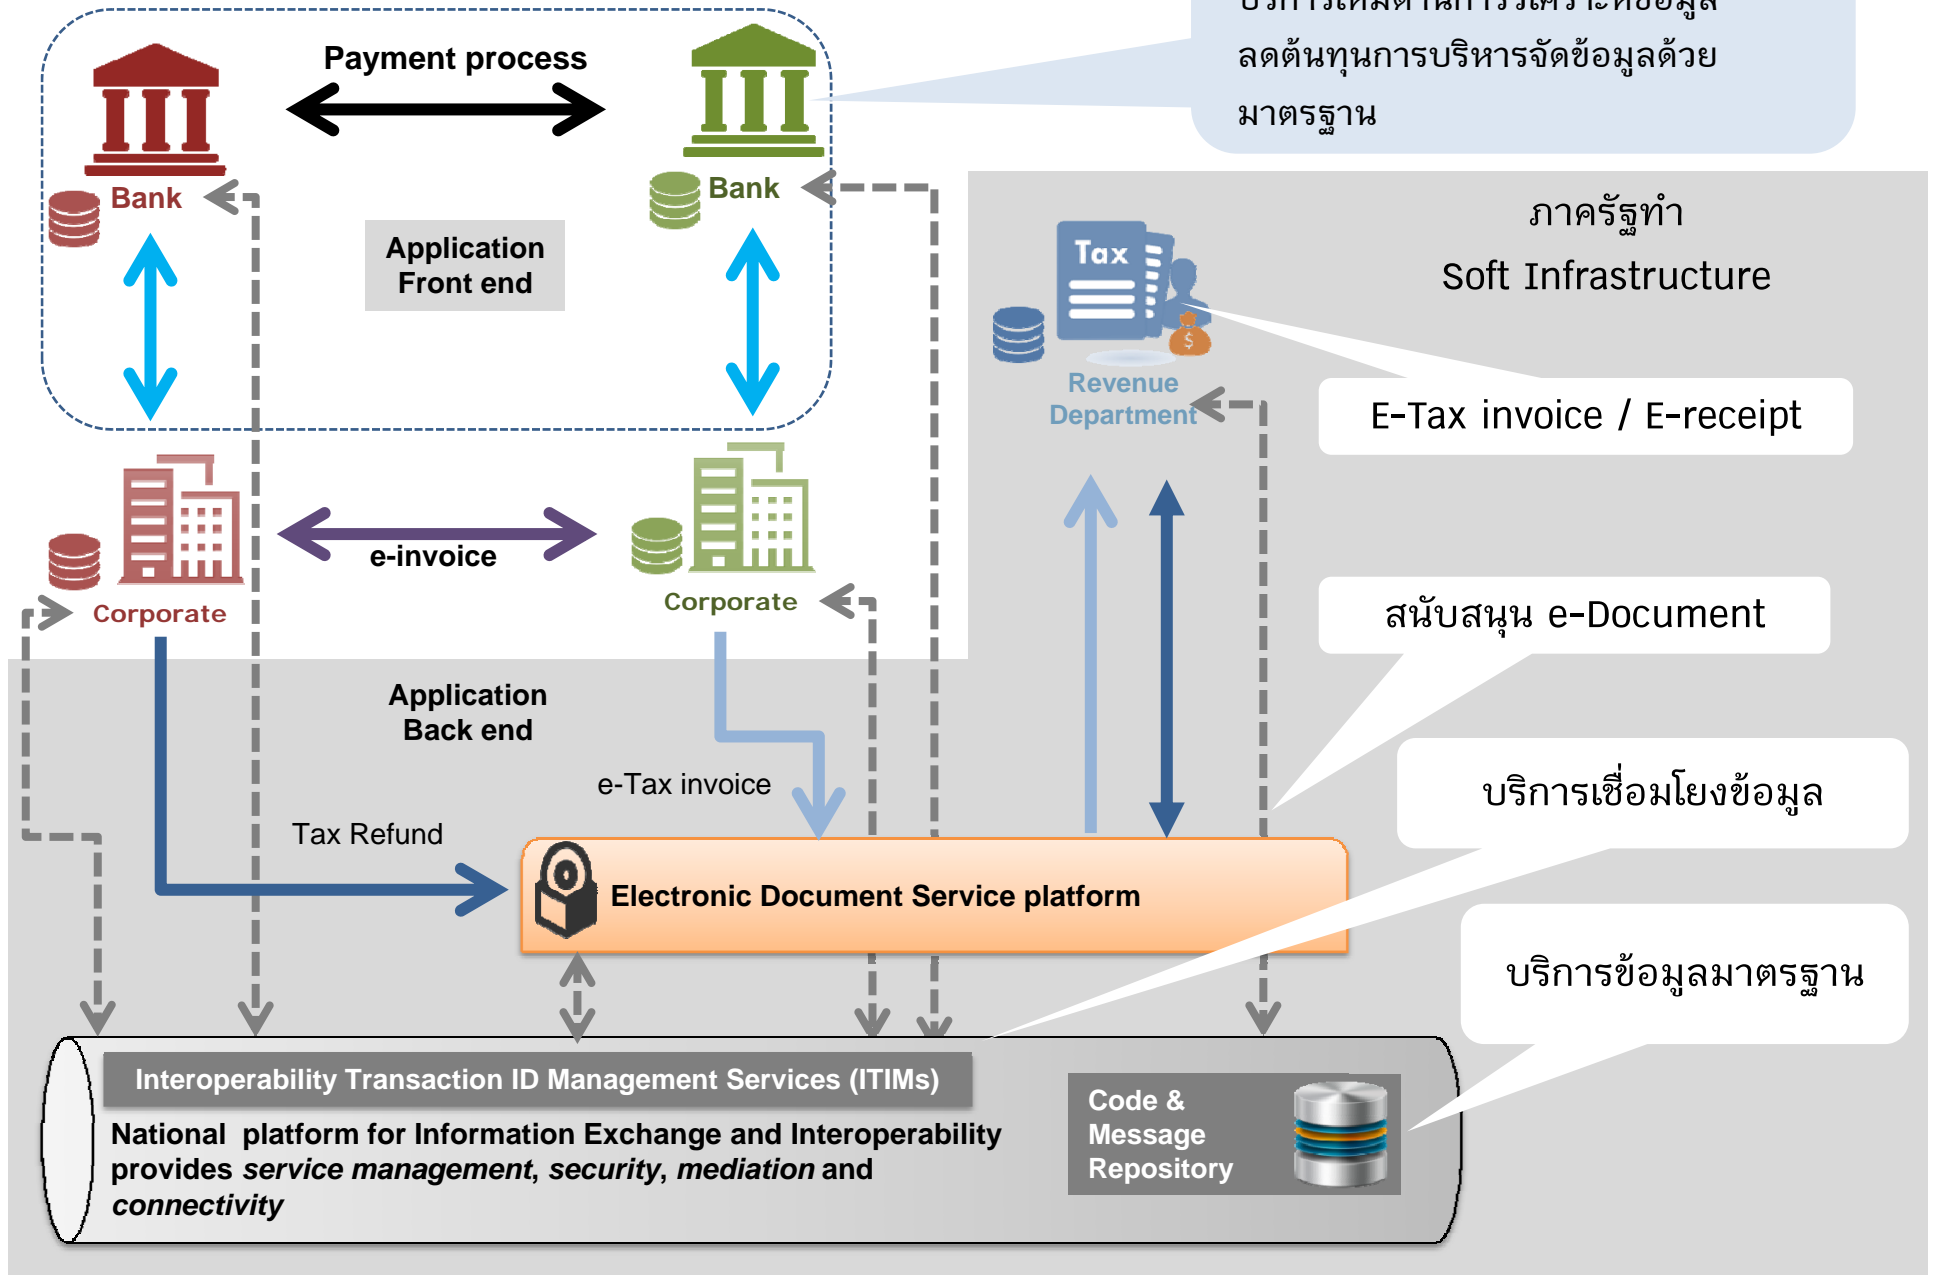 ลดต้นทุนการบริหารจัดข้อมูลด้วย
มาตรฐาน
Payment process
Bank
Bank
Application
Front end
ภาครัฐทำ
Soft Infrastructure
Tax
$
Revenue
Department
E-Tax invoice / E-receipt
e-invoice
Corporate
Corporate
สนับสนุน e-Document
Application
Back end
e-Tax invoice
Tax Refund
บริการเชื่อมโยงข้อมูล
Electronic Document Service platform
บริการข้อมูลมาตรฐาน
Interoperability Transaction ID Management Services (ITIMs)
National platform for Information Exchange and Interoperability
provides service management, security, mediation and
connectivity
Code &
Message
Repository